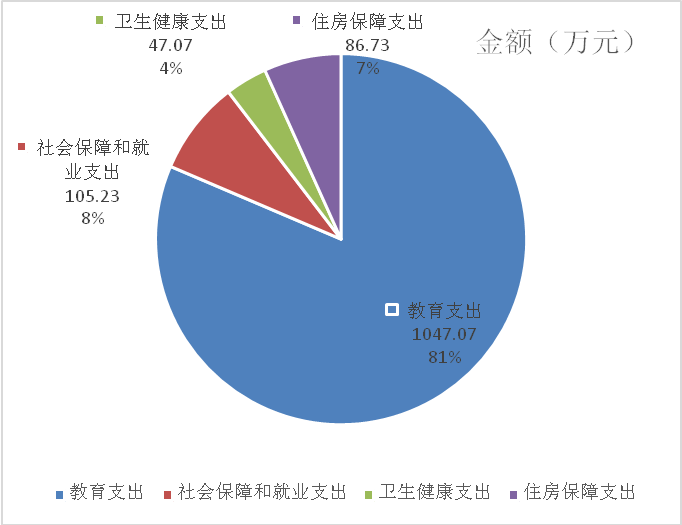 金额（万元）
卫生健康支出
47.07
4%
住房保障支出
86.73
7%
社会保障和就
业支出
105.23
8%
教育支出
1047.07
81%
教育支出
社会保障和就业支出
卫生健康支出
住房保障支出